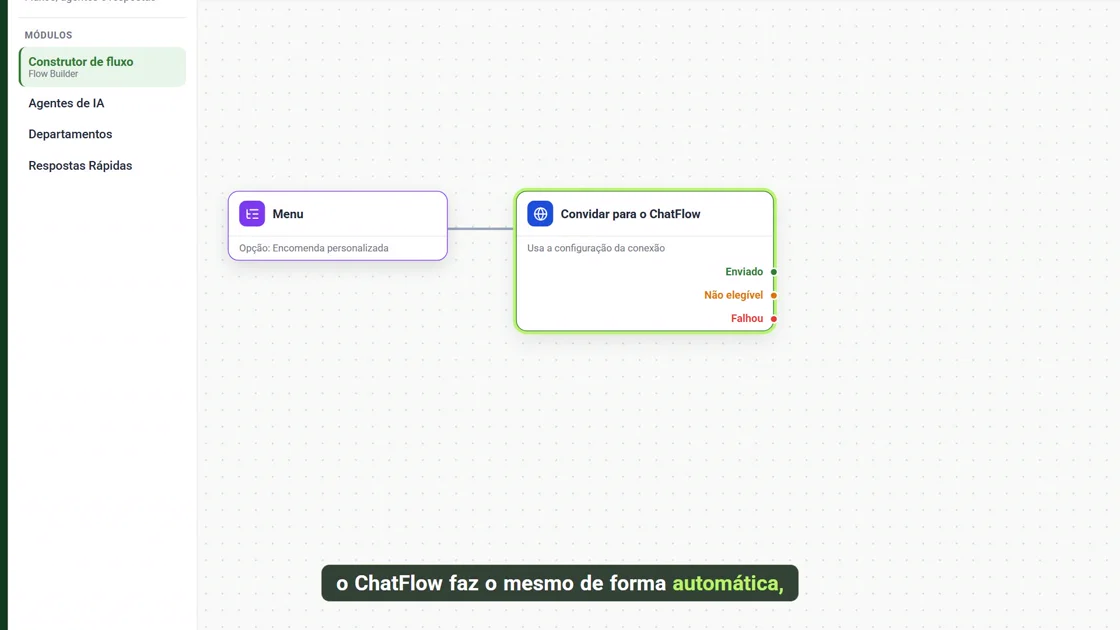 MÓDULOS
Construtor de fluxo
Flow Builder
Agentes de IA
Departamentos
Respostas Rápidas
Menu
Opção: Encomenda personalizada
Convidar para o ChatFlow
Usa a configuração da conexão
Enviado
Não elegível
Falhou
o ChatFlow faz o mesmo de forma automática,